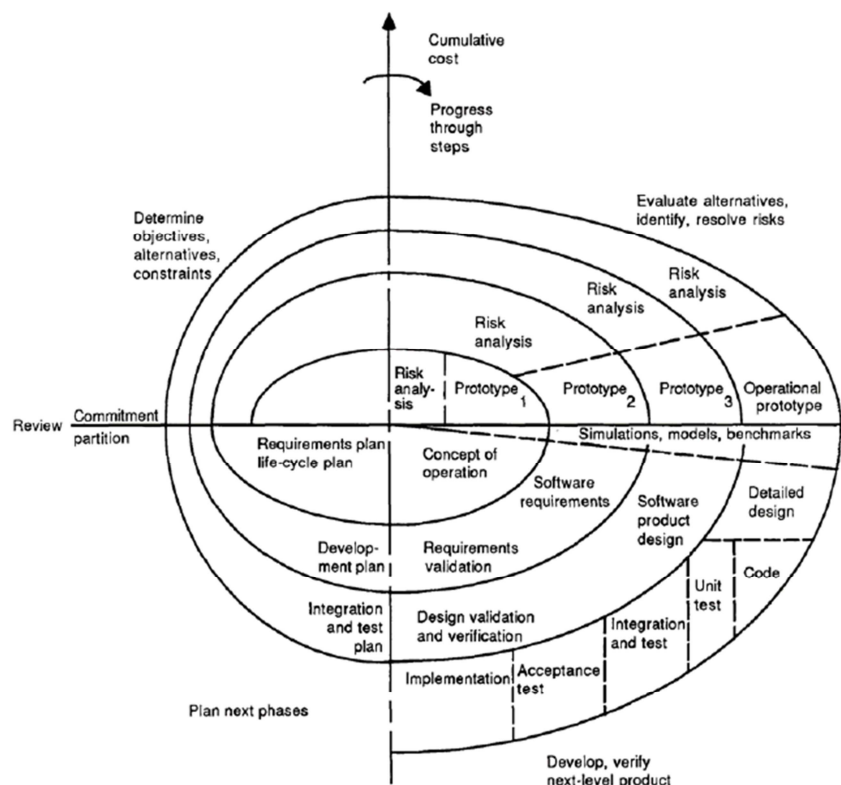 Cumulative
cost
Progress
through
steps
Determine
objectives,
alternatives,
constraints
Evaluate alternatives,
identify, resolve risks
Risk
analysis
Risk
analysis
Risk
analysis
Risk
analy-
sis
Prototype 1
Prototype 2
Prototype 3
Operational
prototype
Review
Commitment
partition
Simulations, models, benchmarks
Requirements plan
life-cycle plan
Concept of
operation
Software
requirements
Software
product
design
Detailed
design
Develop-
ment plan
Requirements
validation
Code
Unit
test
Integration
and test
plan
Design validation
and verification
Integration
and test
Acceptance
test
Implementation
Plan next phases
Develop, verify
next-level product